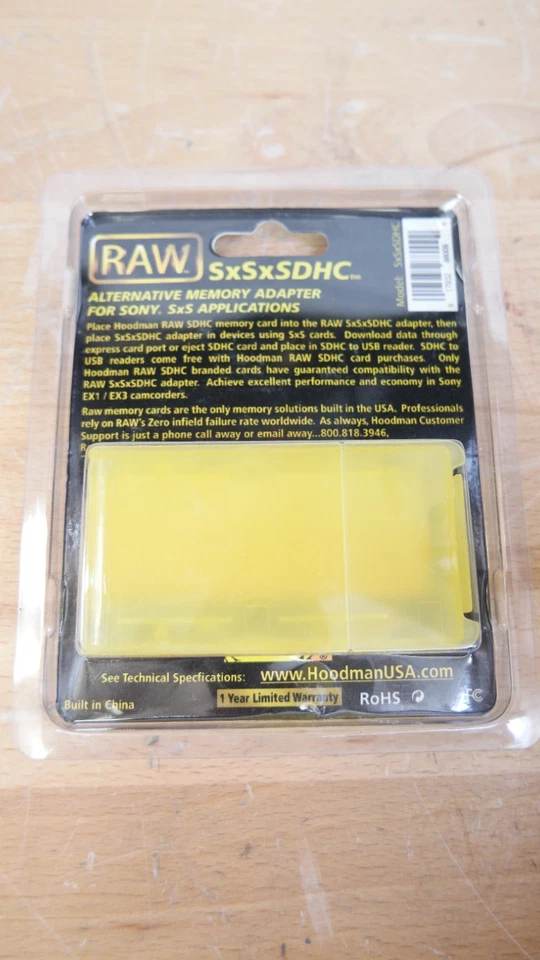 RAW™
SxSxSDHC™
ALTERNATIVE MEMORY ADAPTER
FOR SONY. SxS APPLICATIONS
Model: SxSxSDHC
Place Hoodman RAW SDHC memory card into the RAW SxSxSDHC adapter, then
place SxSxSDHC adapter in devices using SxS cards. Download data through
express card port or eject SDHC card and place in SDHC to USB reader. SDHC to
USB readers come free with Hoodman RAW SDHC card purchases. Only
Hoodman RAW SDHC branded cards have guaranteed compatibility with the
RAW SxSxSDHC adapter. Achieve excellent performance and economy in Sony
EX1 / EX3 camcorders.
Raw memory cards are the only memory solutions built in the USA. Professionals
rely on RAW's Zero infield failure rate worldwide. As always, Hoodman Customer
Support is just a phone call away or email away...800.818.3946,
See Technical Specfications: www.HoodmanUSA.com
Built in China
1 Year Limited Warranty
RoHS
FC